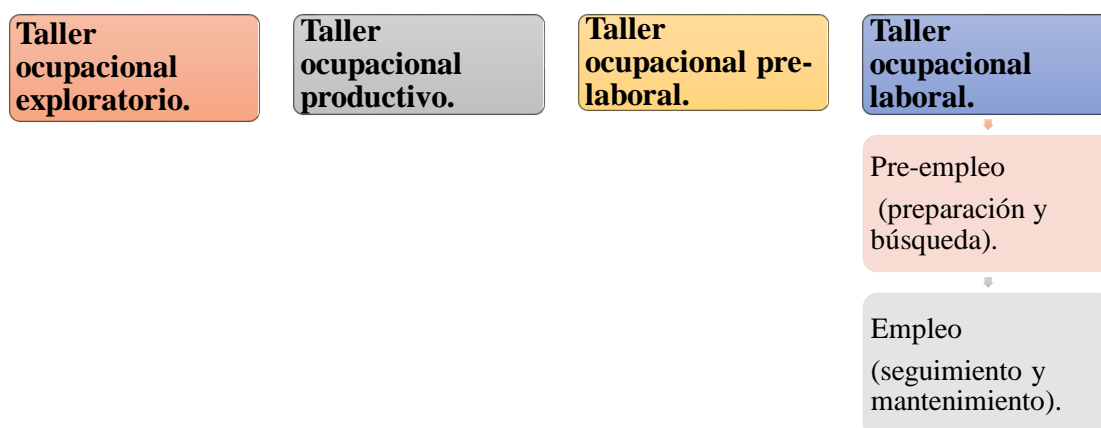 Taller
ocupacional
exploratorio.
Taller
ocupacional
productivo.
Taller
ocupacional pre-
laboral.
Taller
ocupacional
laboral.
Pre-empleo
(preparación y
búsqueda).
Empleo
(seguimiento y
mantenimiento).